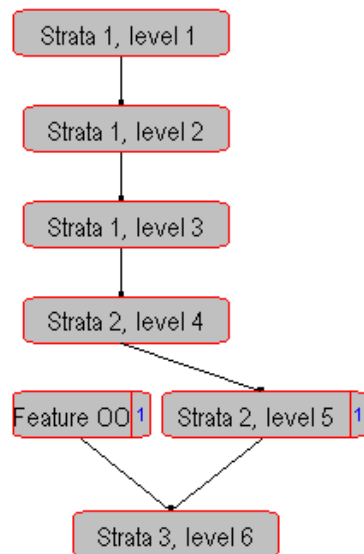 Strata 1, level 1
Strata 1, level 2
Strata 1, level 3
Strata 2, level 4
Feature OO 1
Strata 2, level 5 1
Strata 3, level 6